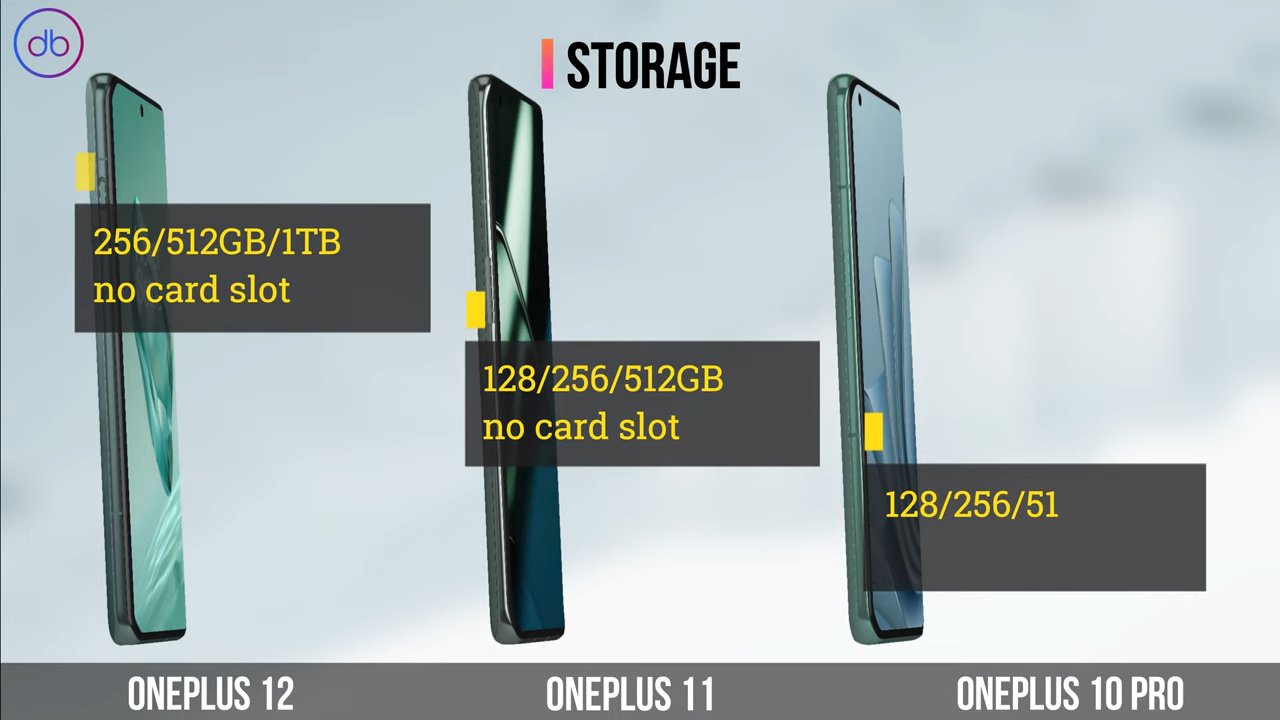 db
STORAGE
256/512GB/1TB
no card slot
128/256/512GB
no card slot
128/256/51
ONEPLUS 12
ONEPLUS 11
ONEPLUS 10 PRO